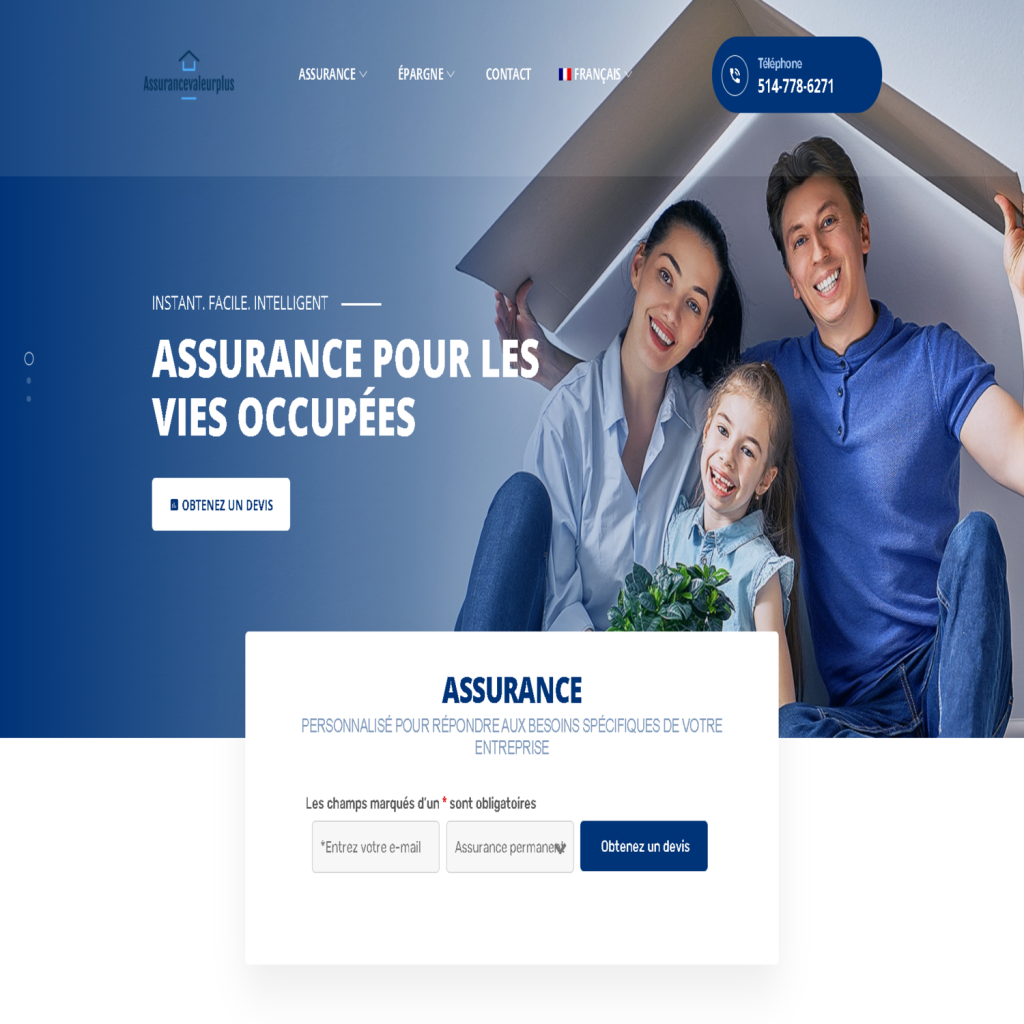 Assurancevaleurplus
ASSURANCE
ÉPARGNE
CONTACT
FRANÇAIS
Téléphone
514-778-6271
INSTANT. FACILE. INTELLIGENT
ASSURANCE POUR LES
VIES OCCUPÉES
OBTENEZ UN DEVIS
ASSURANCE
PERSONNALISÉ POUR RÉPONDRE AUX BESOINS SPÉCIFIQUES DE VOTRE
ENTREPRISE
Les champs marqués d'un * sont obligatoires
*Entrez votre e-mail
Assurance permanent
Obtenez un devis